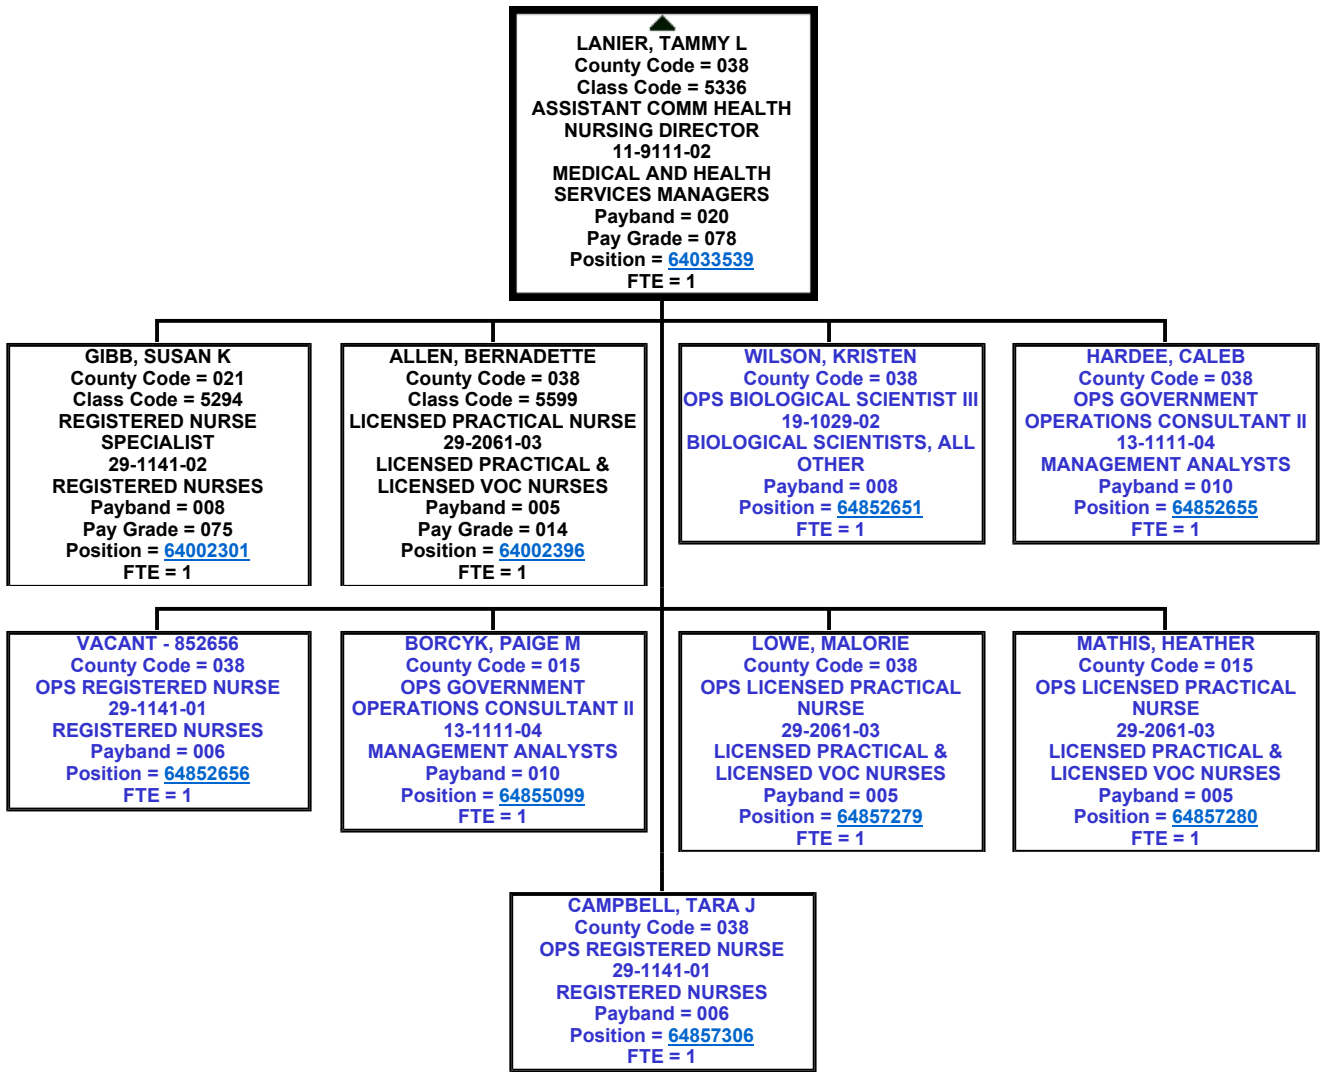 LANIER, TAMMY L
County Code = 038
Class Code = 5336
ASSISTANT COMM HEALTH
NURSING DIRECTOR
11-9111-02
MEDICAL AND HEALTH
SERVICES MANAGERS
Payband = 020
Pay Grade = 078
Position = 64033539
FTE = 1
GIBB, SUSAN K
County Code = 021
Class Code = 5294
REGISTERED NURSE
SPECIALIST
29-1141-02
REGISTERED NURSES
Payband = 008
Pay Grade = 075
Position = 64002301
FTE = 1
ALLEN, BERNADETTE
County Code = 038
Class Code = 5599
LICENSED PRACTICAL NURSE
29-2061-03
LICENSED PRACTICAL &
LICENSED VOC NURSES
Payband = 005
Pay Grade = 014
Position = 64002396
FTE = 1
WILSON, KRISTEN
County Code = 038
OPS BIOLOGICAL SCIENTIST III
19-1029-02
BIOLOGICAL SCIENTISTS, ALL
OTHER
Payband = 008
Position = 64852651
FTE = 1
HARDEE, CALEB
County Code = 038
OPS GOVERNMENT
OPERATIONS CONSULTANT II
13-1111-04
MANAGEMENT ANALYSTS
Payband = 010
Position = 64852655
FTE = 1
VACANT - 852656
County Code = 038
OPS REGISTERED NURSE
29-1141-01
REGISTERED NURSES
Payband = 006
Position = 64852656
FTE = 1
BORCYK, PAIGE M
County Code = 015
OPS GOVERNMENT
OPERATIONS CONSULTANT II
13-1111-04
MANAGEMENT ANALYSTS
Payband = 010
Position = 64855099
FTE = 1
LOWE, MALORIE
County Code = 038
OPS LICENSED PRACTICAL
NURSE
29-2061-03
LICENSED PRACTICAL &
LICENSED VOC NURSES
Payband = 005
Position = 64857279
FTE = 1
MATHIS, HEATHER
County Code = 015
OPS LICENSED PRACTICAL
NURSE
29-2061-03
LICENSED PRACTICAL &
LICENSED VOC NURSES
Payband = 005
Position = 64857280
FTE = 1
CAMPBELL, TARA J
County Code = 038
OPS REGISTERED NURSE
29-1141-01
REGISTERED NURSES
Payband = 006
Position = 64857306
FTE = 1